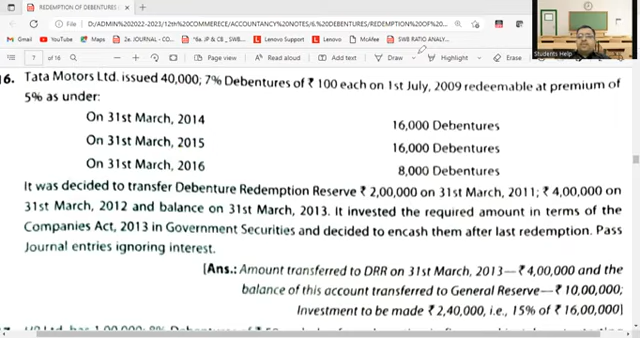 REDEMPTION OF DEBENTURES
File
D:/ADMIN%202022-2023/12th%20COMMERECE/ACCOUNTANCY%20NOTES/6.%20DEBENTURES/REDEMPTION%20OF%...
Gmail YouTube Maps 2a. JOURNAL - CO... *6a. JP & CB _ SWB... Lenovo Support Lenovo McAfee SWB RATIO ANALY...
7 of 16 Page view Read aloud Add text Draw Highlight Erase
Students Help
16. Tata Motors Ltd. issued 40,000; 7% Debentures of ₹ 100 each on 1st July, 2009 redeemable at premium of
5% as under:
On 31st March, 2014 16,000 Debentures
On 31st March, 2015 16,000 Debentures
On 31st March, 2016 8,000 Debentures
It was decided to transfer Debenture Redemption Reserve ₹ 2,00,000 on 31st March, 2011; ₹ 4,00,000 on
31st March, 2012 and balance on 31st March, 2013. It invested the required amount in terms of the
Companies Act, 2013 in Government Securities and decided to encash them after last redemption. Pass
Journal entries ignoring interest.
[Ans.: Amount transferred to DRR on 31st March, 2013—₹ 4,00,000 and the
balance of this account transferred to General Reserve—₹ 10,00,000;
Investment to be made ₹ 2,40,000, i.e., 15% of ₹ 16,00,000]